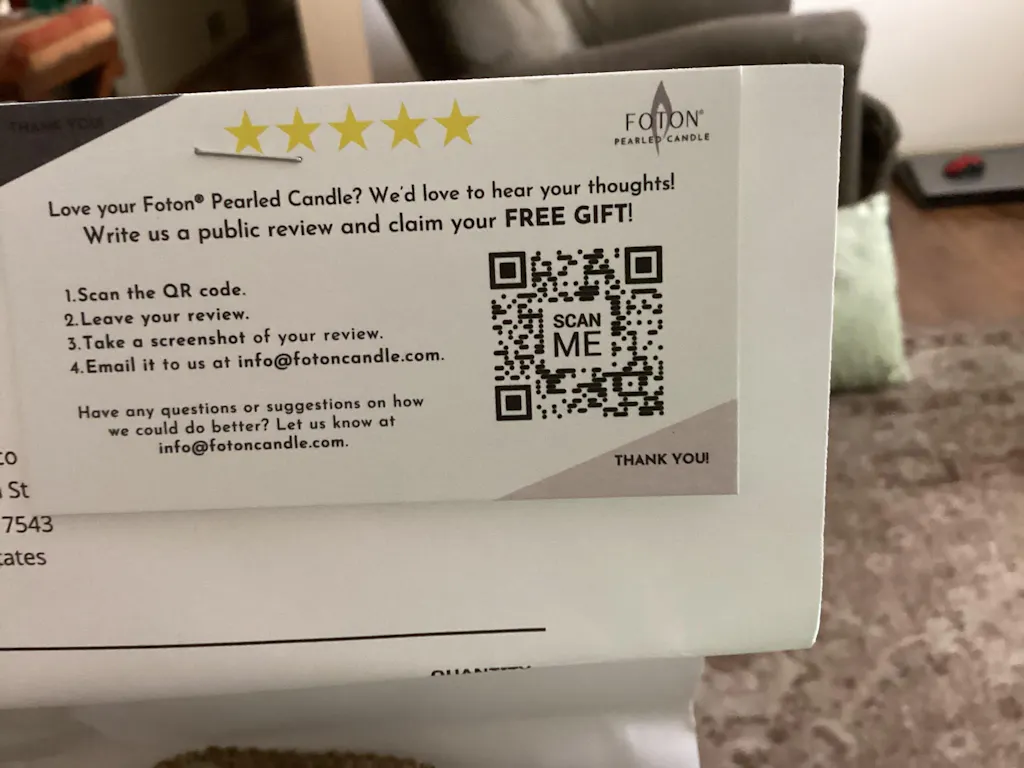 THANK YOU!
FOTON®
PEARLED CANDLE
Love your Foton® Pearled Candle? We'd love to hear your thoughts!
Write us a public review and claim your FREE GIFT!
1.Scan the QR code.
2.Leave your review.
3.Take a screenshot of your review.
4.Email it to us at info@fotoncandle.com.
SCAN
ME
Have any questions or suggestions on how
we could do better? Let us know at
info@fotoncandle.com.
THANK YOU!
St
7543
QUANTITY